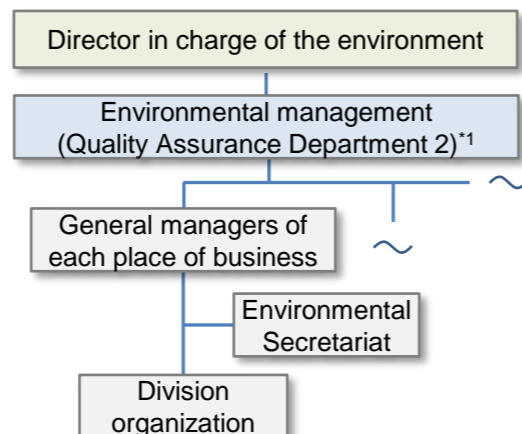 Director in charge of the environment
Environmental management
(Quality Assurance Department 2)*1
General managers of
each place of business
Environmental
Secretariat
Division
organization